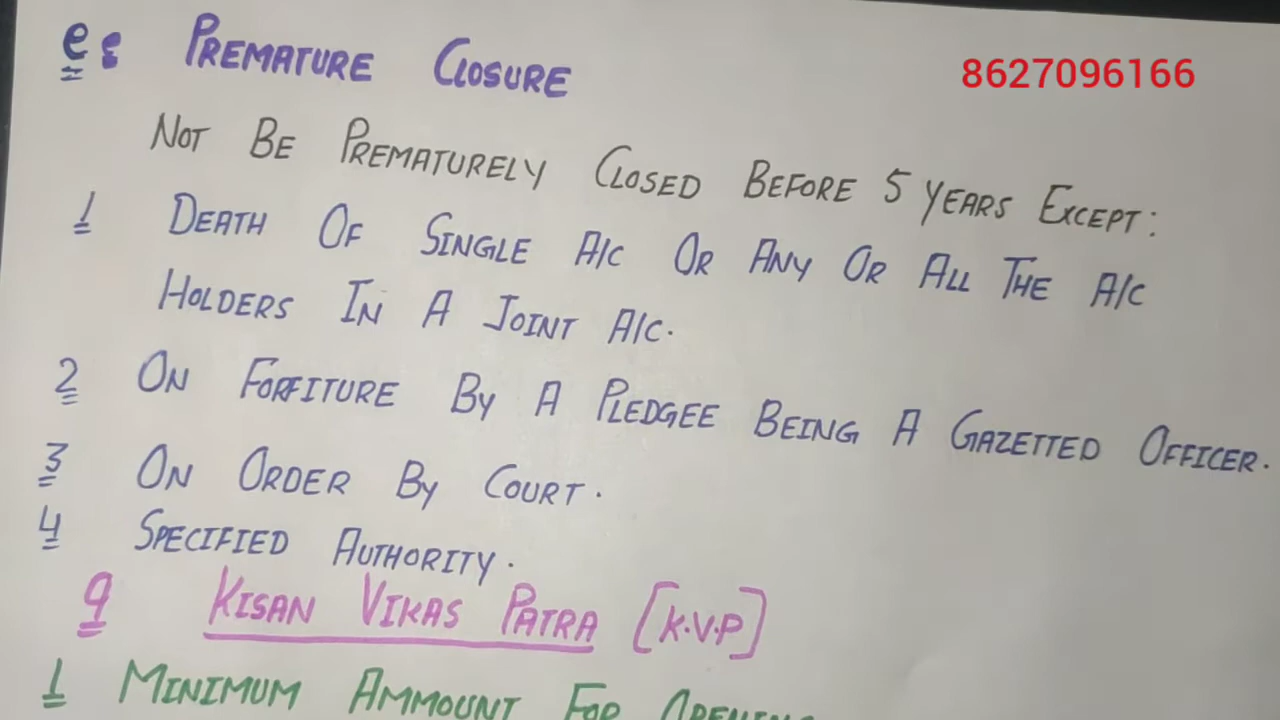 e: PREMATURE CLOSURE
8627096166
NOT BE PREMATURELY CLOSED BEFORE 5 YEARS EXCEPT:
1 DEATH OF SINGLE A/C OR ANY OR ALL THE A/C
HOLDERS IN A JOINT A/C.
2 ON FORFITURE BY A PLEDGEE BEING A GAZETTED OFFICER.
3 ON ORDER BY COURT.
4 SPECIFIED AUTHORITY.
9 KISAN VIKAS PATRA [K.V.P]
1 MINIMUM AMMOUNT FOR OPENING